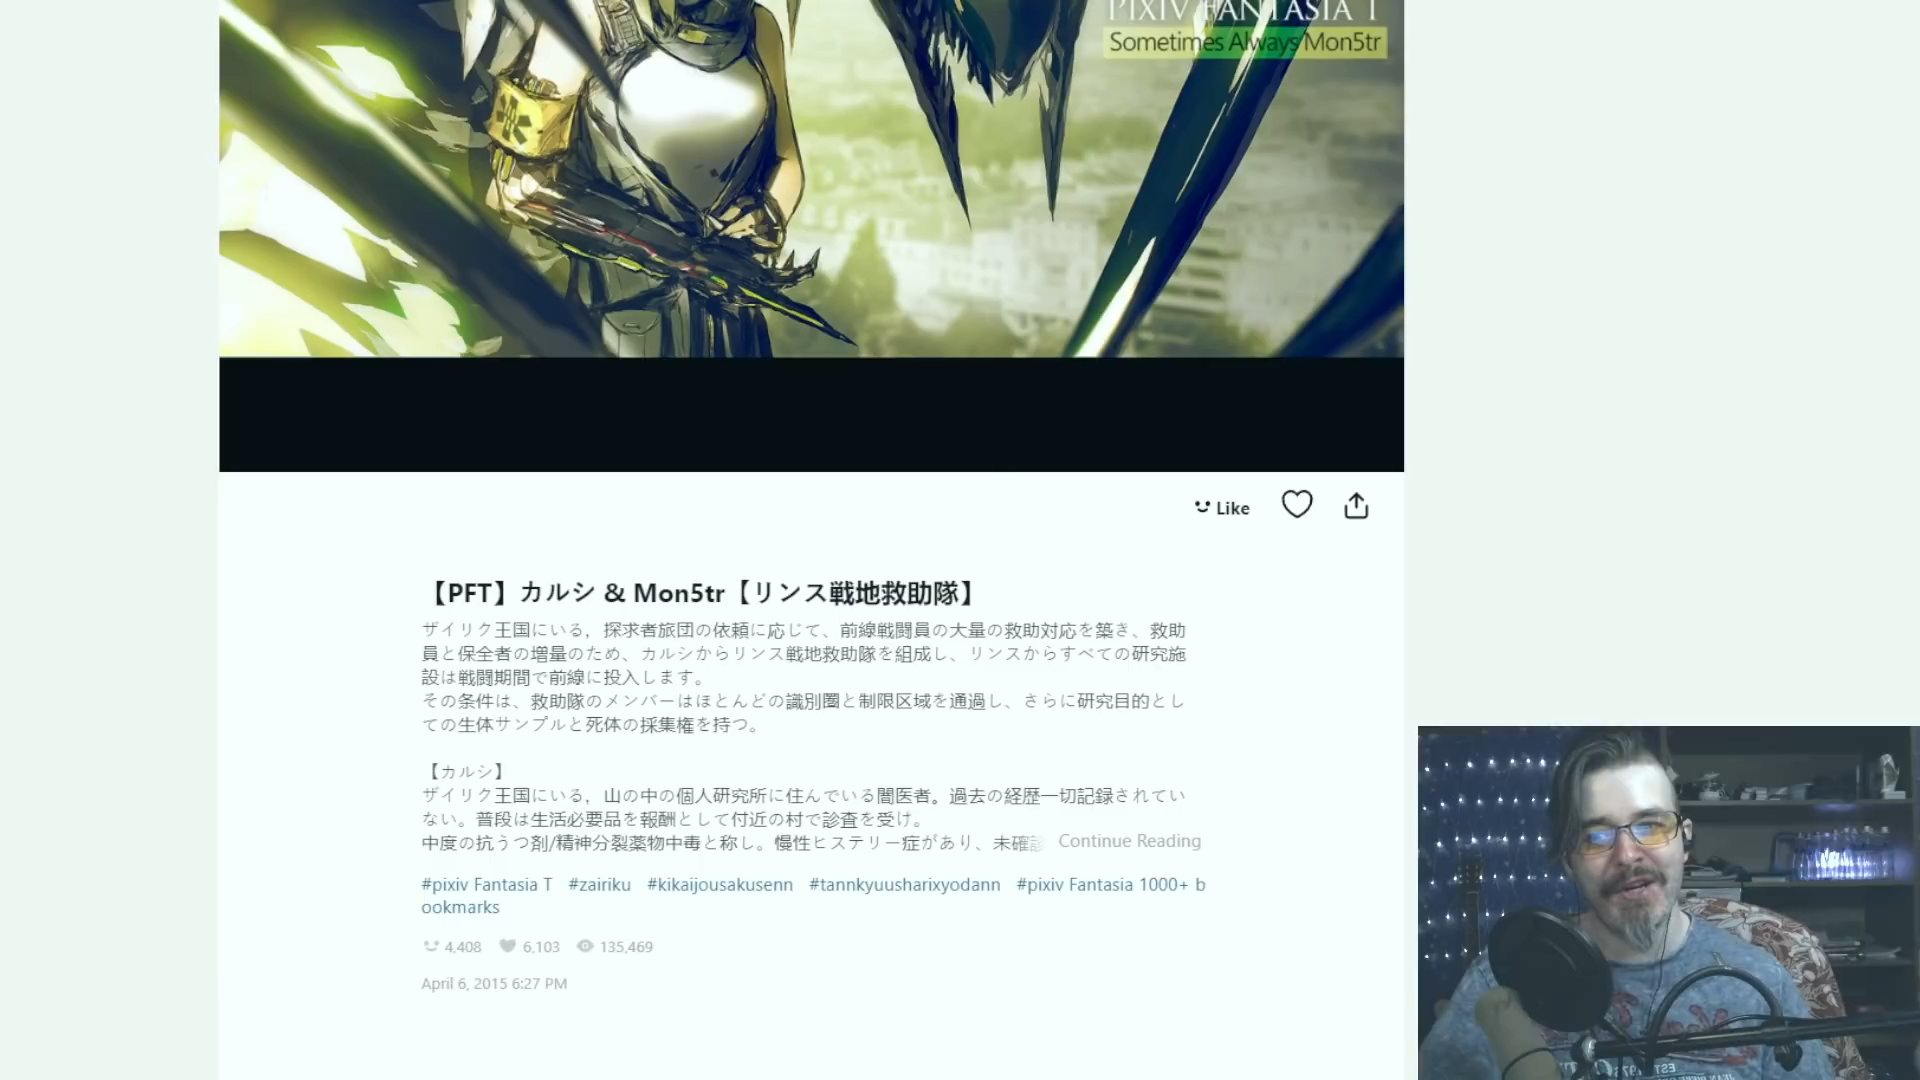 PIXIV FANTASIA T
Sometimes Always Mon5tr
Like
【PFT】カルシ & Mon5tr【リンス戦地救助隊】
ザイリク王国にいる，探求者旅団の依頼に応じて、前線戦闘員の大量の救助対応を築き、救助
員と保全者の増量のため、カルシからリンス戦地救助隊を組成し、リンスからすべての研究施
設は戦闘期間で前線に投入します。
その条件は、救助隊のメンバーはほとんどの識別圏と制限区域を通過し、さらに研究目的とし
ての生体サンプルと死体の採集権を持つ。
【カルシ】
ザイリク王国にいる，山の中の個人研究所に住んでいる闇医者。過去の経歴一切記録されてい
ない。普段は生活必要品を報酬として付近の村で診査を受け。
中度の抗うつ剤/精神分裂薬物中毒と称し。慢性ヒステリー症があり、未確診 Continue Reading
#pixiv Fantasia T #zairiku #kikaijousakusenn #tannkyuusharixyodann #pixiv Fantasia 1000+ b
ookmarks
4,408 6,103 135,469
April 6, 2015 6:27 PM